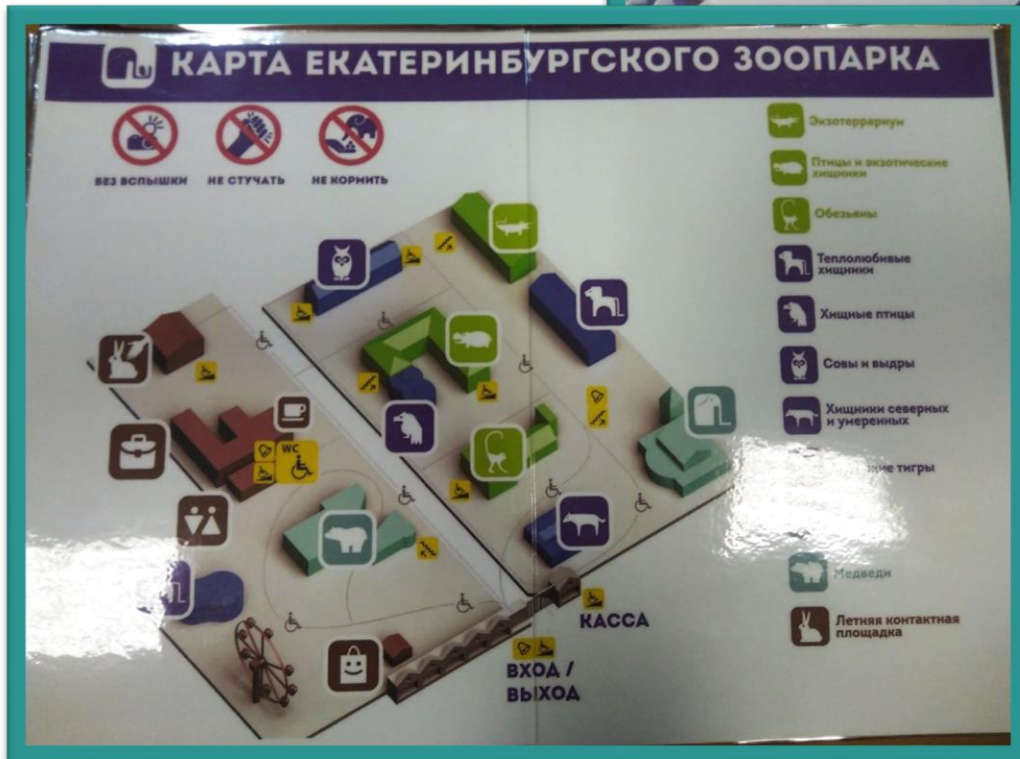 КАРТА ЕКАТЕРИНБУРГСКОГО ЗООПАРКА
БЕЗ ВСПЫШКИ
НЕ СТУЧАТЬ
НЕ КОРМИТЬ
Экзотеррариум
Птицы и экзотические
хищники
Обезьяны
Теплолюбивые
хищники
Хищные птицы
Совы и выдры
Хищники северных
и умеренных
тигры
Медведи
Летняя контактная
площадка
WC
КАССА
ВХОД /
ВЫХОД